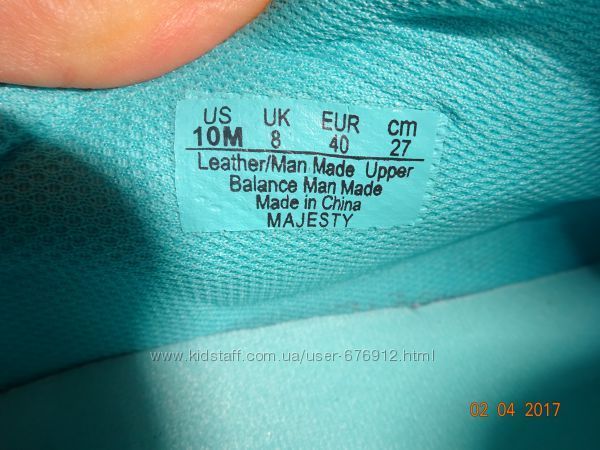 US UK EUR cm
10M 8 40 27
Leather/Man Made Upper
Balance Man Made
Made in China
MAJESTY
www.kidstaff.com.ua/user-676912.html
02 04 2017